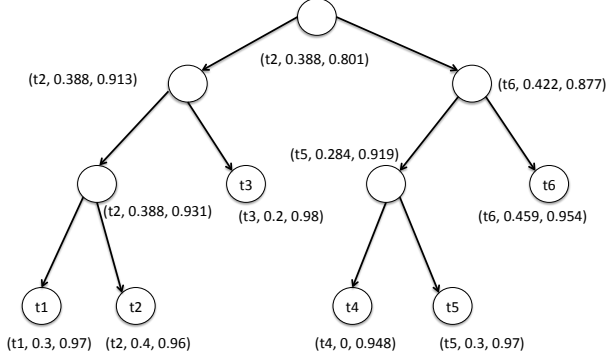 (t2, 0.388, 0.801)
(t2, 0.388, 0.913)
(t6, 0.422, 0.877)
(t5, 0.284, 0.919)
t3
t6
(t2, 0.388, 0.931)
(t3, 0.2, 0.98)
(t6, 0.459, 0.954)
t1
t2
t4
t5
(t1, 0.3, 0.97)
(t2, 0.4, 0.96)
(t4, 0, 0.948)
(t5, 0.3, 0.97)